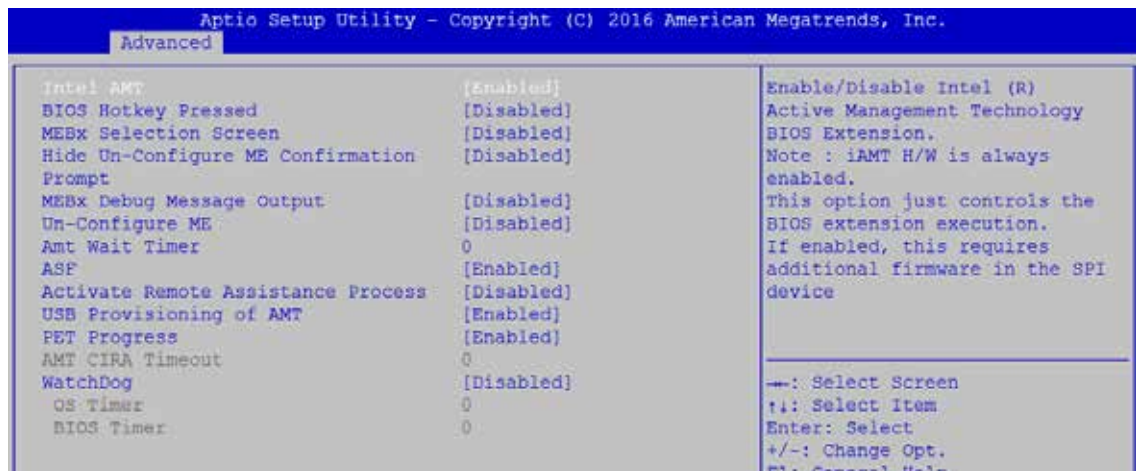 Aptio Setup Utility - Copyright (C) 2016 American Megatrends, Inc.
Advanced
Intel AMT [Enabled]
BIOS Hotkey Pressed [Disabled]
MEBx Selection Screen [Disabled]
Hide Un-Configure ME Confirmation [Disabled]
Prompt
MEBx Debug Message Output [Disabled]
Un-Configure ME [Disabled]
Amt Wait Timer 0
ASF [Enabled]
Activate Remote Assistance Process [Disabled]
USB Provisioning of AMT [Enabled]
PET Progress [Enabled]
AMT CIRA Timeout 0
WatchDog [Disabled]
OS Timer 0
BIOS Timer 0
Enable/Disable Intel (R)
Active Management Technology
BIOS Extension.
Note : iAMT H/W is always
enabled.
This option just controls the
BIOS extension execution.
If enabled, this requires
additional firmware in the SPI
device
→←: Select Screen
↑↓: Select Item
Enter: Select
+/-: Change Opt.